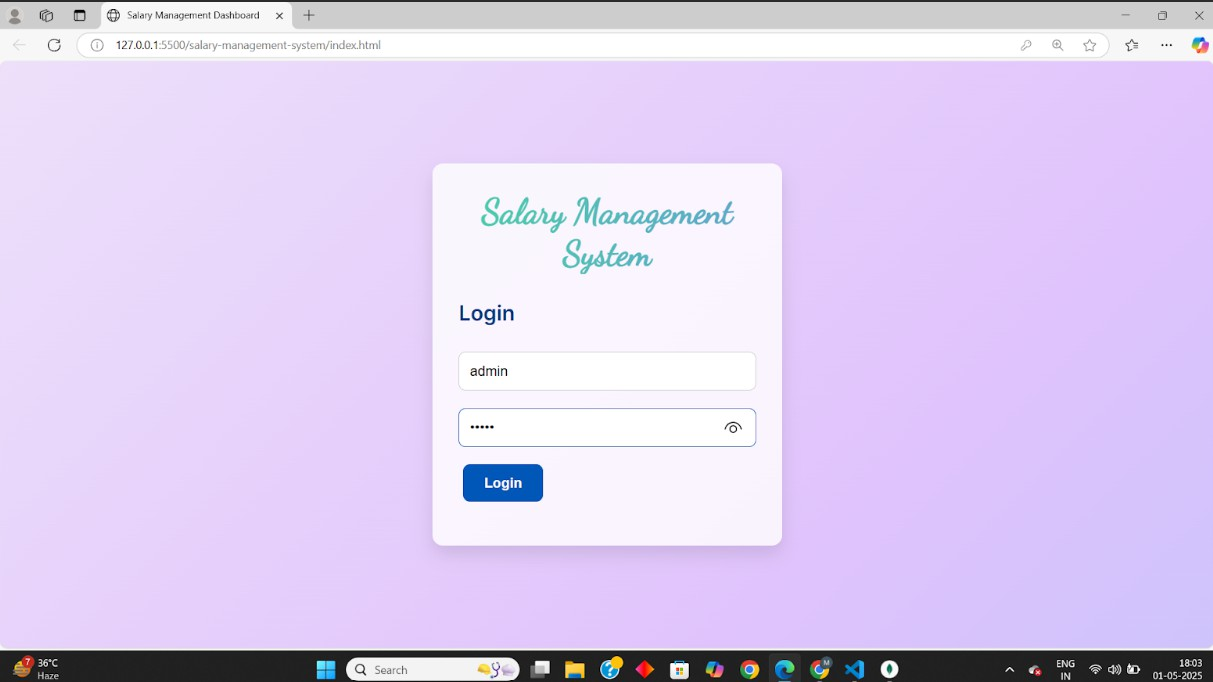 Salary Management Dashboard
127.0.0.1:5500/salary-management-system/index.html
Salary Management
System
Login
admin
•••••
Login
7
36°C
Haze
Search
M
ENG
IN
18:03
01-05-2025